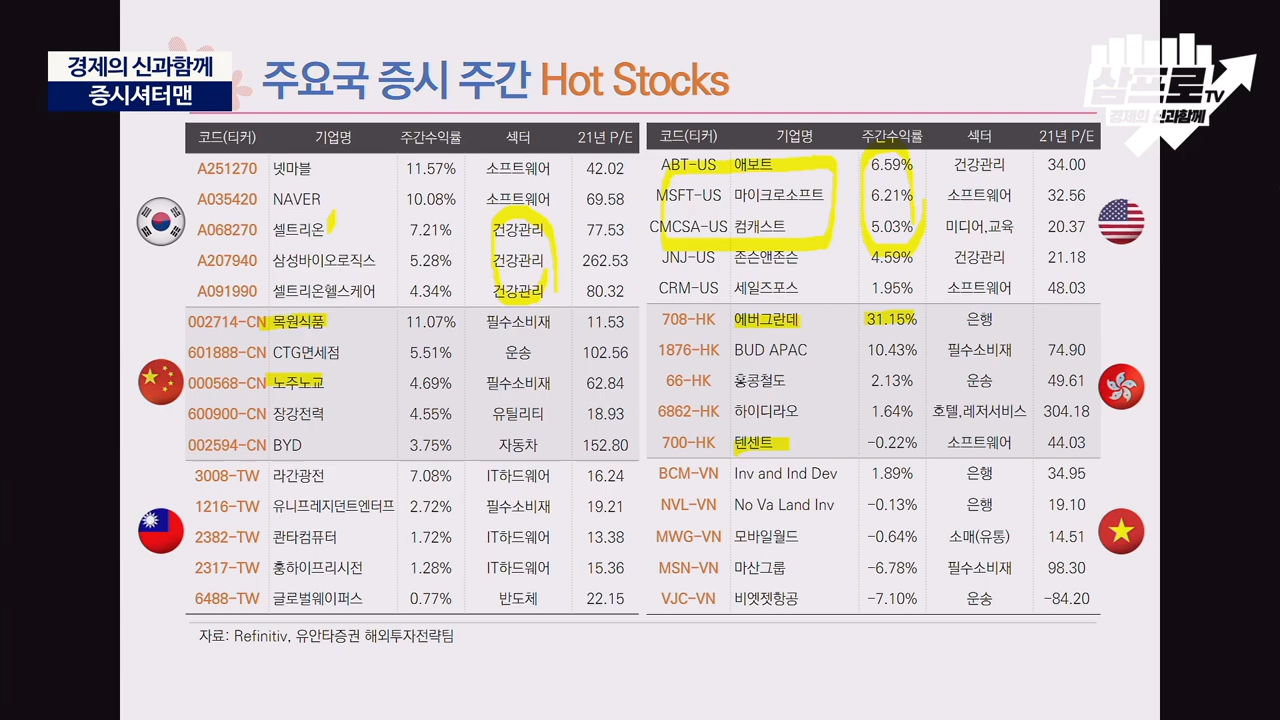 경제의 신과함께
증시셔터맨
주요국 증시 주간 Hot Stocks
삼프로TV
경제의 신과함께
코드(티커) 기업명 주간수익률 섹터 21년 P/E
A251270 넷마블 11.57% 소프트웨어 42.02
A035420 NAVER 10.08% 소프트웨어 69.58
A068270 셀트리온 7.21% 건강관리 77.53
A207940 삼성바이오로직스 5.28% 건강관리 262.53
A091990 셀트리온헬스케어 4.34% 건강관리 80.32
002714-CN 목원식품 11.07% 필수소비재 11.53
601888-CN CTG면세점 5.51% 운송 102.56
000568-CN 노주노교 4.69% 필수소비재 62.84
600900-CN 장강전력 4.55% 유틸리티 18.93
002594-CN BYD 3.75% 자동차 152.80
3008-TW 라간광전 7.08% IT하드웨어 16.24
1216-TW 유니프레지던트엔터프 2.72% 필수소비재 19.21
2382-TW 콴타컴퓨터 1.72% IT하드웨어 13.38
2317-TW 홍하이프리시전 1.28% IT하드웨어 15.36
6488-TW 글로벌웨이퍼스 0.77% 반도체 22.15
코드(티커) 기업명 주간수익률 섹터 21년 P/E
ABT-US 애보트 6.59% 건강관리 34.00
MSFT-US 마이크로소프트 6.21% 소프트웨어 32.56
CMCSA-US 컴캐스트 5.03% 미디어,교육 20.37
JNJ-US 존슨앤존슨 4.59% 건강관리 21.18
CRM-US 세일즈포스 1.95% 소프트웨어 48.03
708-HK 에버그란데 31.15% 은행
1876-HK BUD APAC 10.43% 필수소비재 74.90
66-HK 홍콩철도 2.13% 운송 49.61
6862-HK 하이디라오 1.64% 호텔,레저서비스 304.18
700-HK 텐센트 -0.22% 소프트웨어 44.03
BCM-VN Inv and Ind Dev 1.89% 은행 34.95
NVL-VN No Va Land Inv -0.13% 은행 19.10
MWG-VN 모바일월드 -0.64% 소매(유통) 14.51
MSN-VN 마산그룹 -6.78% 필수소비재 98.30
VJC-VN 비엣젯항공 -7.10% 운송 -84.20
자료: Refinitiv, 유안타증권 해외투자전략팀